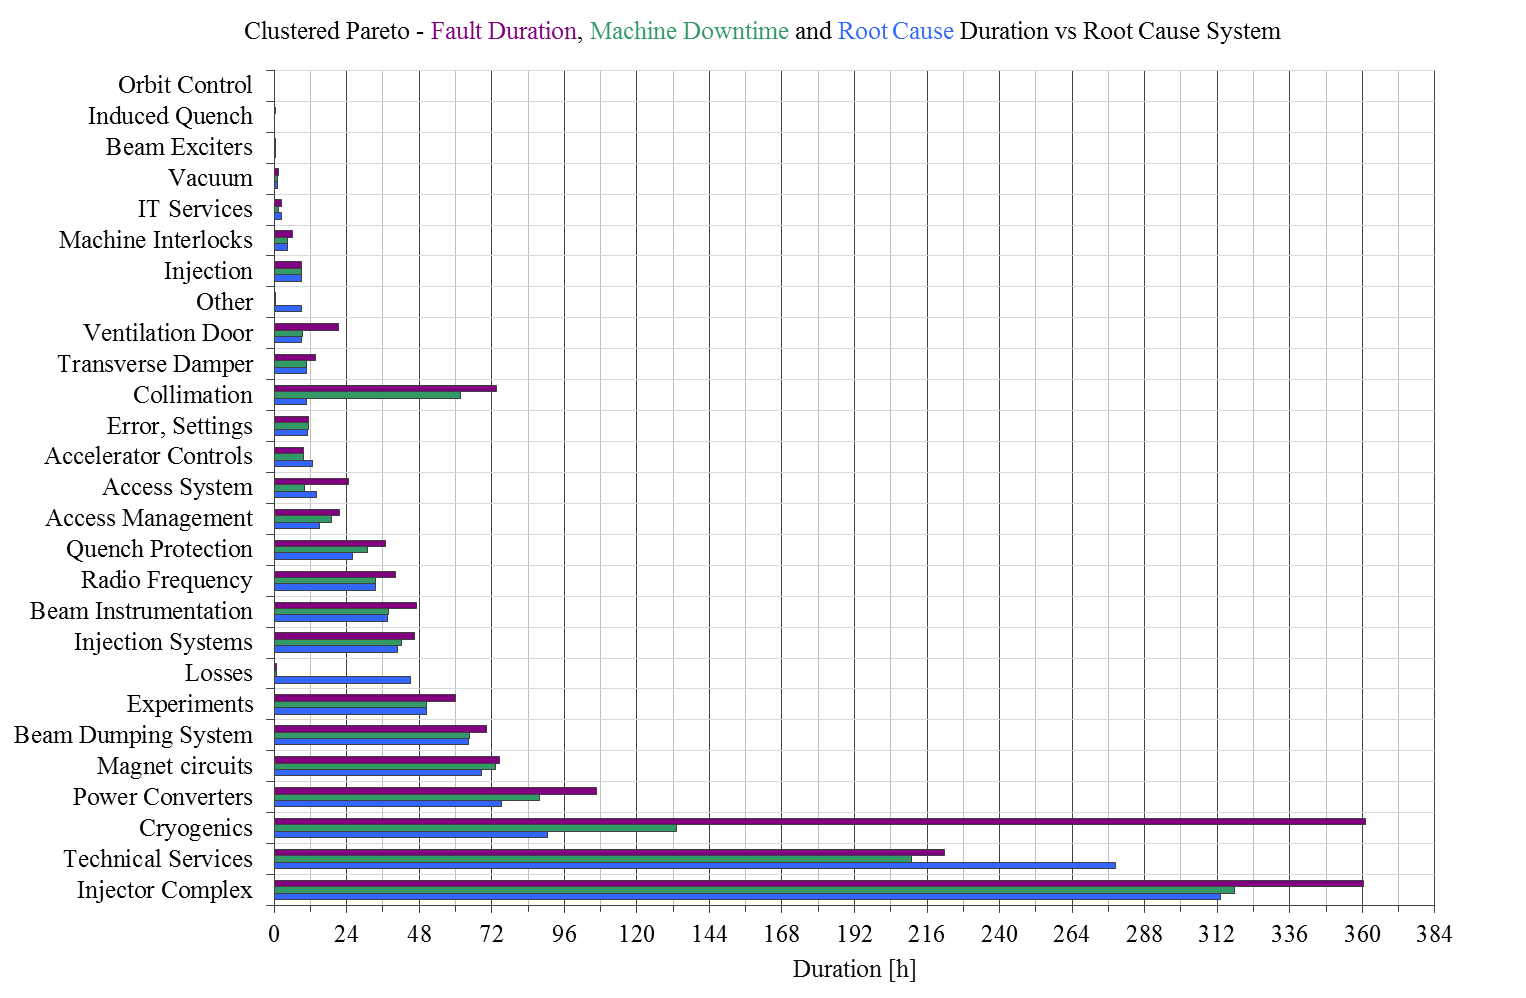 Clustered Pareto - Fault Duration, Machine Downtime and Root Cause Duration vs Root Cause System
Orbit Control
Induced Quench
Beam Exciters
Vacuum
IT Services
Machine Interlocks
Injection
Other
Ventilation Door
Transverse Damper
Collimation
Error, Settings
Accelerator Controls
Access System
Access Management
Quench Protection
Radio Frequency
Beam Instrumentation
Injection Systems
Losses
Experiments
Beam Dumping System
Magnet circuits
Power Converters
Cryogenics
Technical Services
Injector Complex
0 24 48 72 96 120 144 168 192 216 240 264 288 312 336 360 384
Duration [h]